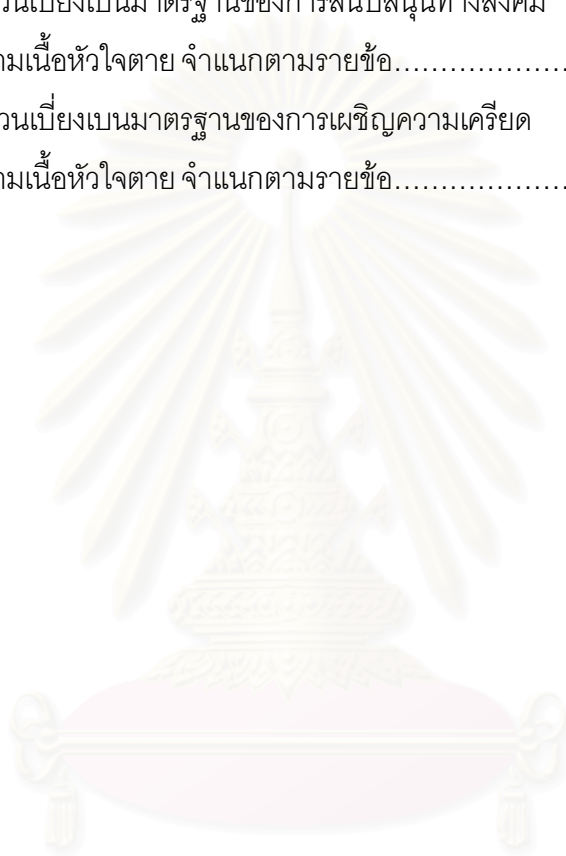 วนเบี่ยงเบนมาตรฐานของการสนับสนุนทางสังคม
ามเนื้อหัวใจตาย จำแนกตามรายข้อ...................
วนเบี่ยงเบนมาตรฐานของการเผชิญความเครียด
ามเนื้อหัวใจตาย จำแนกตามรายข้อ...................